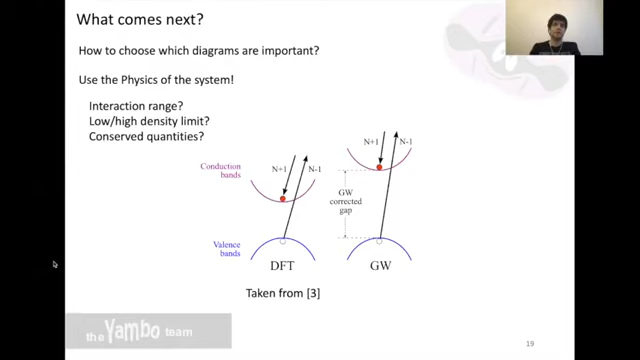 What comes next?
How to choose which diagrams are important?
Use the Physics of the system!
Interaction range?
Low/high density limit?
Conserved quantities?
Conduction
bands
N+1
N-1
Valence
bands
DFT
N+1
N-1
GW
corrected
gap
GW
Taken from [3]
the Yambo team
19